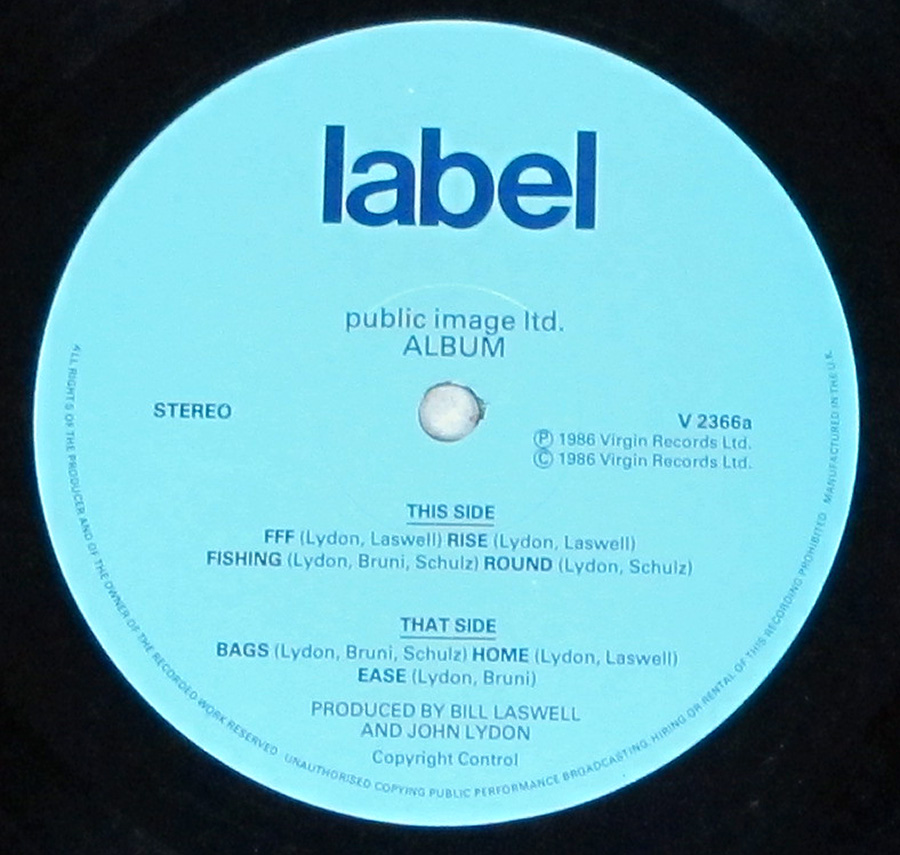 label
public image ltd.
ALBUM
STEREO
V 2366a
Ⓟ 1986 Virgin Records Ltd.
Ⓒ 1986 Virgin Records Ltd.
THIS SIDE
FFF (Lydon, Laswell) RISE (Lydon, Laswell)
FISHING (Lydon, Bruni, Schulz) ROUND (Lydon, Schulz)
THAT SIDE
BAGS (Lydon, Bruni, Schulz) HOME (Lydon, Laswell)
EASE (Lydon, Bruni)
PRODUCED BY BILL LASWELL
AND JOHN LYDON
Copyright Control
ALL RIGHTS OF THE PRODUCER AND OF THE OWNER OF THE RECORDED WORK RESERVED UNAUTHORISED COPYING PUBLIC PERFORMANCE BROADCASTING HIRING OR RENTAL OF THIS RECORDING PROHIBITED MANUFACTURED IN THE U.K.